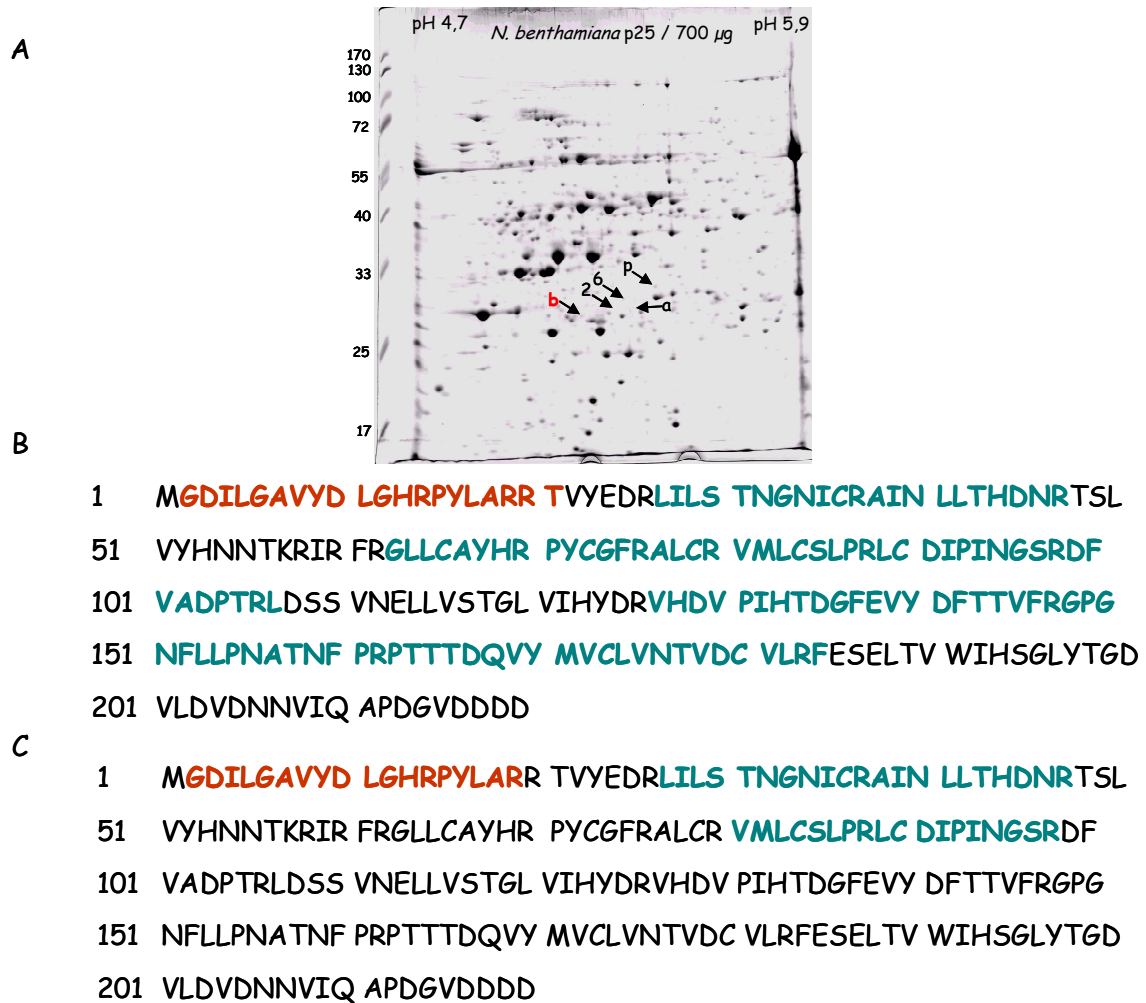 A
pH 4,7
pH 5,9
N. benthamiana p25 / 700 µg
170
130
100
72
55
40
33
p
6
2
b
a
25
17
B
1 MGDILGAVYD LGHRPYLARR TVYEDRLILS TNGNICRAIN LLTHDNRTSL
51 VYHNNTKRIR FRGLLCAYHR PYCGFRALCR VMLCSLPRLC DIPINGSRDF
101 VADPTRLDSS VNELLVSTGL VIHYDRVHDV PIHTDGFEVY DFTTVFRGPG
151 NFLLPNATNF PRPTTTDQVY MVCLVNTVDC VLRFESELTV WIHSGLYTGD
201 VLDVDNNVIQ APDGVDDDD
C
1 MGDILGAVYD LGHRPYLARR TVYEDRLILS TNGNICRAIN LLTHDNRTSL
51 VYHNNTKRIR FRGLLCAYHR PYCGFRALCR VMLCSLPRLC DIPINGSRDF
101 VADPTRLDSS VNELLVSTGL VIHYDRVHDV PIHTDGFEVY DFTTVFRGPG
151 NFLLPNATNF PRPTTTDQVY MVCLVNTVDC VLRFESELTV WIHSGLYTGD
201 VLDVDNNVIQ APDGVDDDD